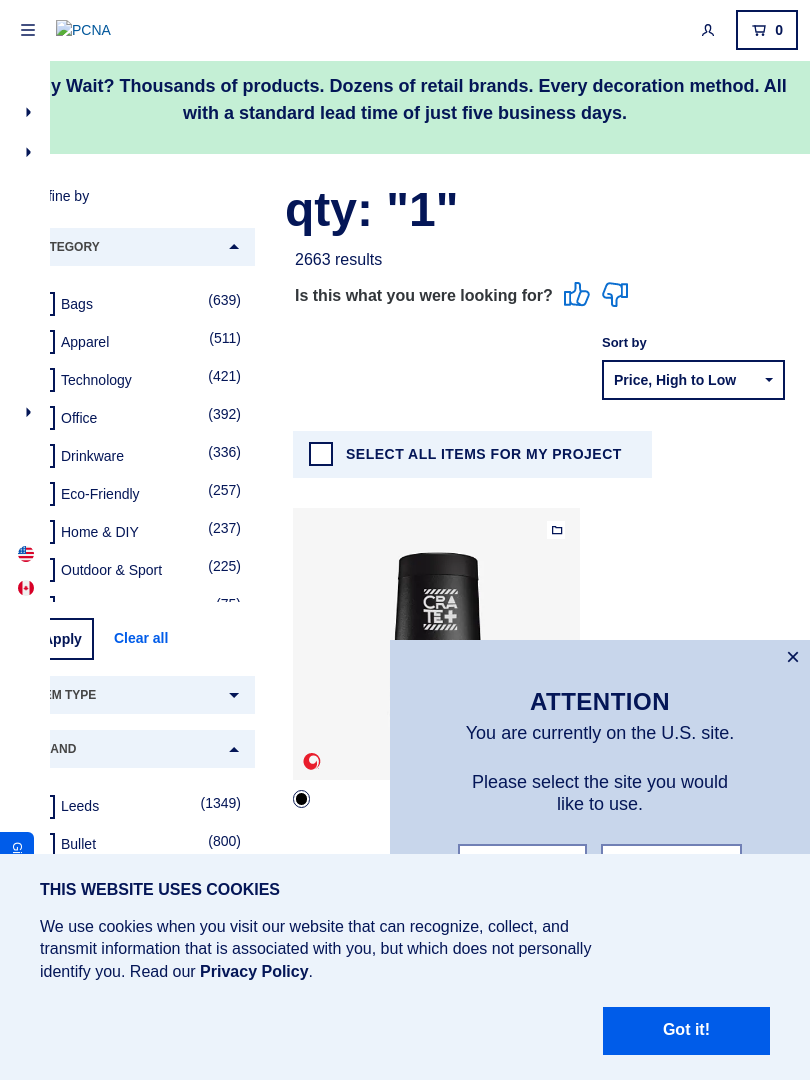 PCNA
0
y Wait? Thousands of products. Dozens of retail brands. Every decoration method. All
with a standard lead time of just five business days.
fine by
qty: "1"
2663 results
Is this what you were looking for?
Sort by
Price, High to Low
SELECT ALL ITEMS FOR MY PROJECT
TEGORY
Bags (639)
Apparel (511)
Technology (421)
Office (392)
Drinkware (336)
Eco-Friendly (257)
Home & DIY (237)
Outdoor & Sport (225)
Apply Clear all
EM TYPE
AND
Leeds (1349)
Bullet (800)
CRA
TE+
×
ATTENTION
You are currently on the U.S. site.
Please select the site you would
like to use.
THIS WEBSITE USES COOKIES
We use cookies when you visit our website that can recognize, collect, and
transmit information that is associated with you, but which does not personally
identify you. Read our Privacy Policy.
Got it!